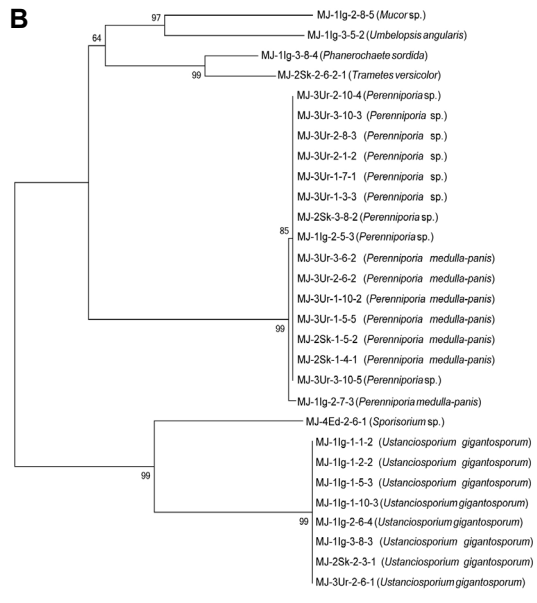 B
MJ-1Ig-2-8-5 (Mucor sp.)
97
MJ-1Ig-3-5-2 (Umbelopsis angularis)
64
MJ-1Ig-3-8-4 (Phanerochaete sordida)
99
MJ-2Sk-2-6-2-1 (Trametes versicolor)
MJ-3Ur-2-10-4 (Perenniporia sp.)
MJ-3Ur-3-10-3 (Perenniporia sp.)
MJ-3Ur-2-8-3 (Perenniporia sp.)
MJ-3Ur-2-1-2 (Perenniporia sp.)
MJ-3Ur-1-7-1 (Perenniporia sp.)
MJ-3Ur-1-3-3 (Perenniporia sp.)
MJ-2Sk-3-8-2 (Perenniporia sp.)
85
MJ-1Ig-2-5-3 (Perenniporia sp.)
MJ-3Ur-3-6-2 (Perenniporia medulla-panis)
MJ-3Ur-2-6-2 (Perenniporia medulla-panis)
MJ-3Ur-1-10-2 (Perenniporia medulla-panis)
MJ-3Ur-1-5-5 (Perenniporia medulla-panis)
99
MJ-2Sk-1-5-2 (Perenniporia medulla-panis)
MJ-2Sk-1-4-1 (Perenniporia medulla-panis)
MJ-3Ur-3-10-5 (Perenniporia sp.)
MJ-1Ig-2-7-3 (Perenniporia medulla-panis)
MJ-4Ed-2-6-1 (Sporisorium sp.)
MJ-1Ig-1-1-2 (Ustanciosporium gigantosporum)
MJ-1Ig-1-2-2 (Ustanciosporium gigantosporum)
99
MJ-1Ig-1-5-3 (Ustanciosporium gigantosporum)
MJ-1Ig-1-10-3 (Ustanciosporium gigantosporum)
99
MJ-1Ig-2-6-4 (Ustanciosporium gigantosporum)
MJ-1Ig-3-8-3 (Ustanciosporium gigantosporum)
MJ-2Sk-2-3-1 (Ustanciosporium gigantosporum)
MJ-3Ur-2-6-1 (Ustanciosporium gigantosporum)